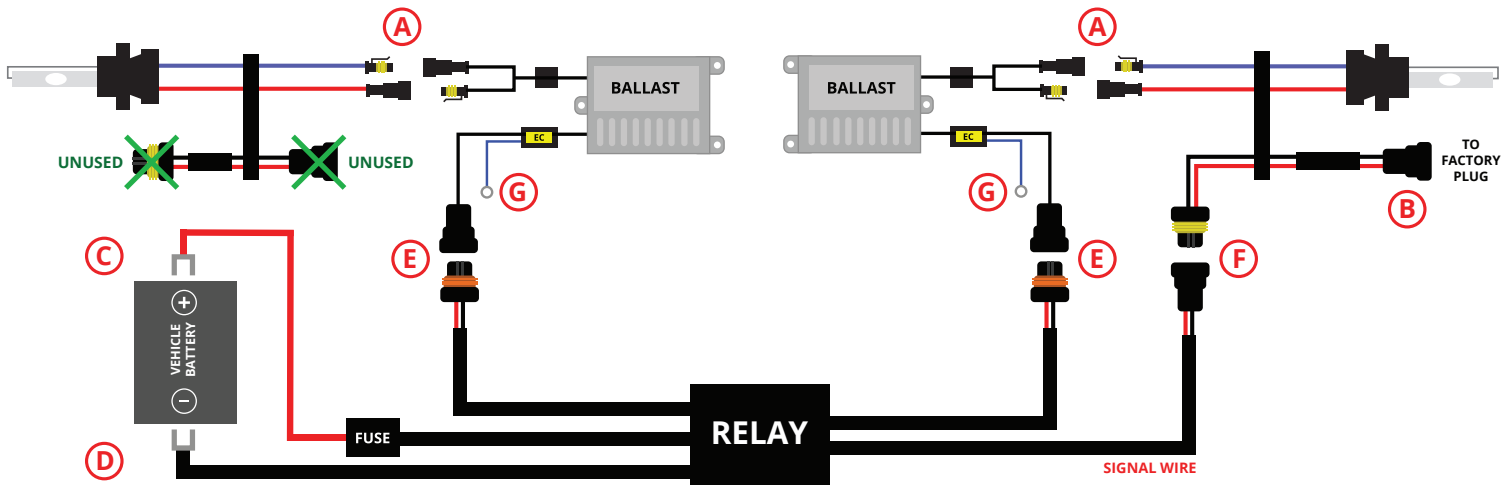 A
A
BALLAST
BALLAST
EC
EC
UNUSED
UNUSED
TO
FACTORY
PLUG
G
G
B
C
E
E
F
+
VEHICLE
BATTERY
−
FUSE
RELAY
D
SIGNAL WIRE